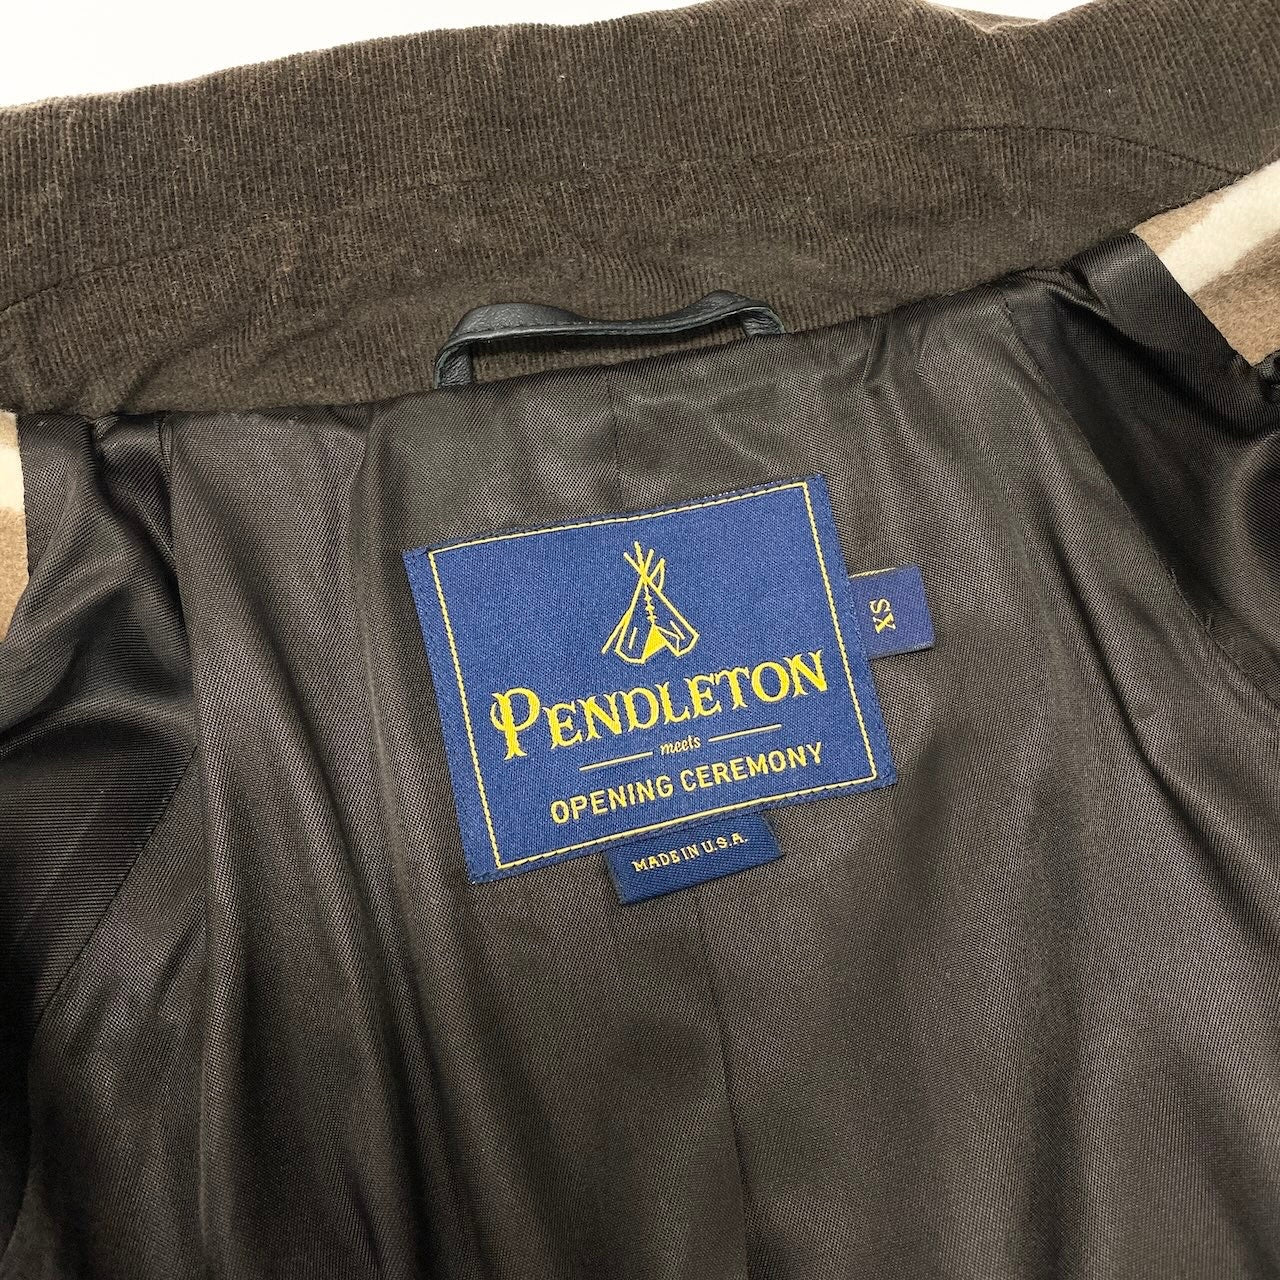 PENDLETON
meets
OPENING CEREMONY
XS
MADE IN U.S.A.